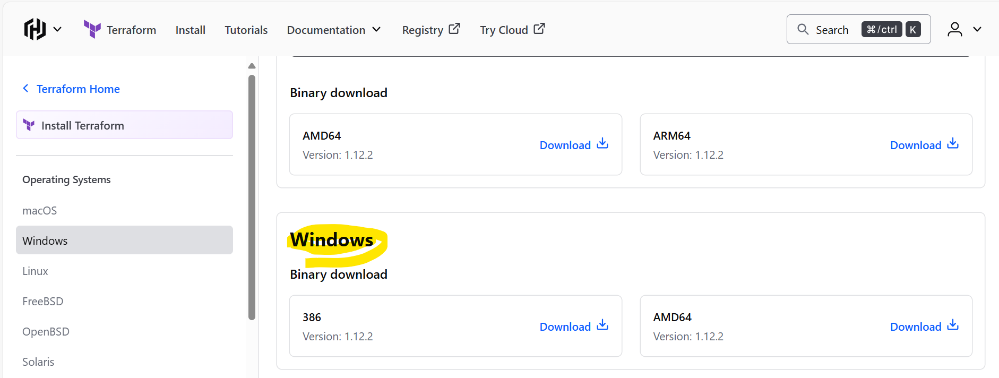 Terraform Install Tutorials Documentation Registry Try Cloud Search ⌘/ctrl K
Terraform Home
Install Terraform
Operating Systems
macOS
Windows
Linux
FreeBSD
OpenBSD
Solaris
Binary download
AMD64
Version: 1.12.2
Download
ARM64
Version: 1.12.2
Download
Windows
Binary download
386
Version: 1.12.2
Download
AMD64
Version: 1.12.2
Download